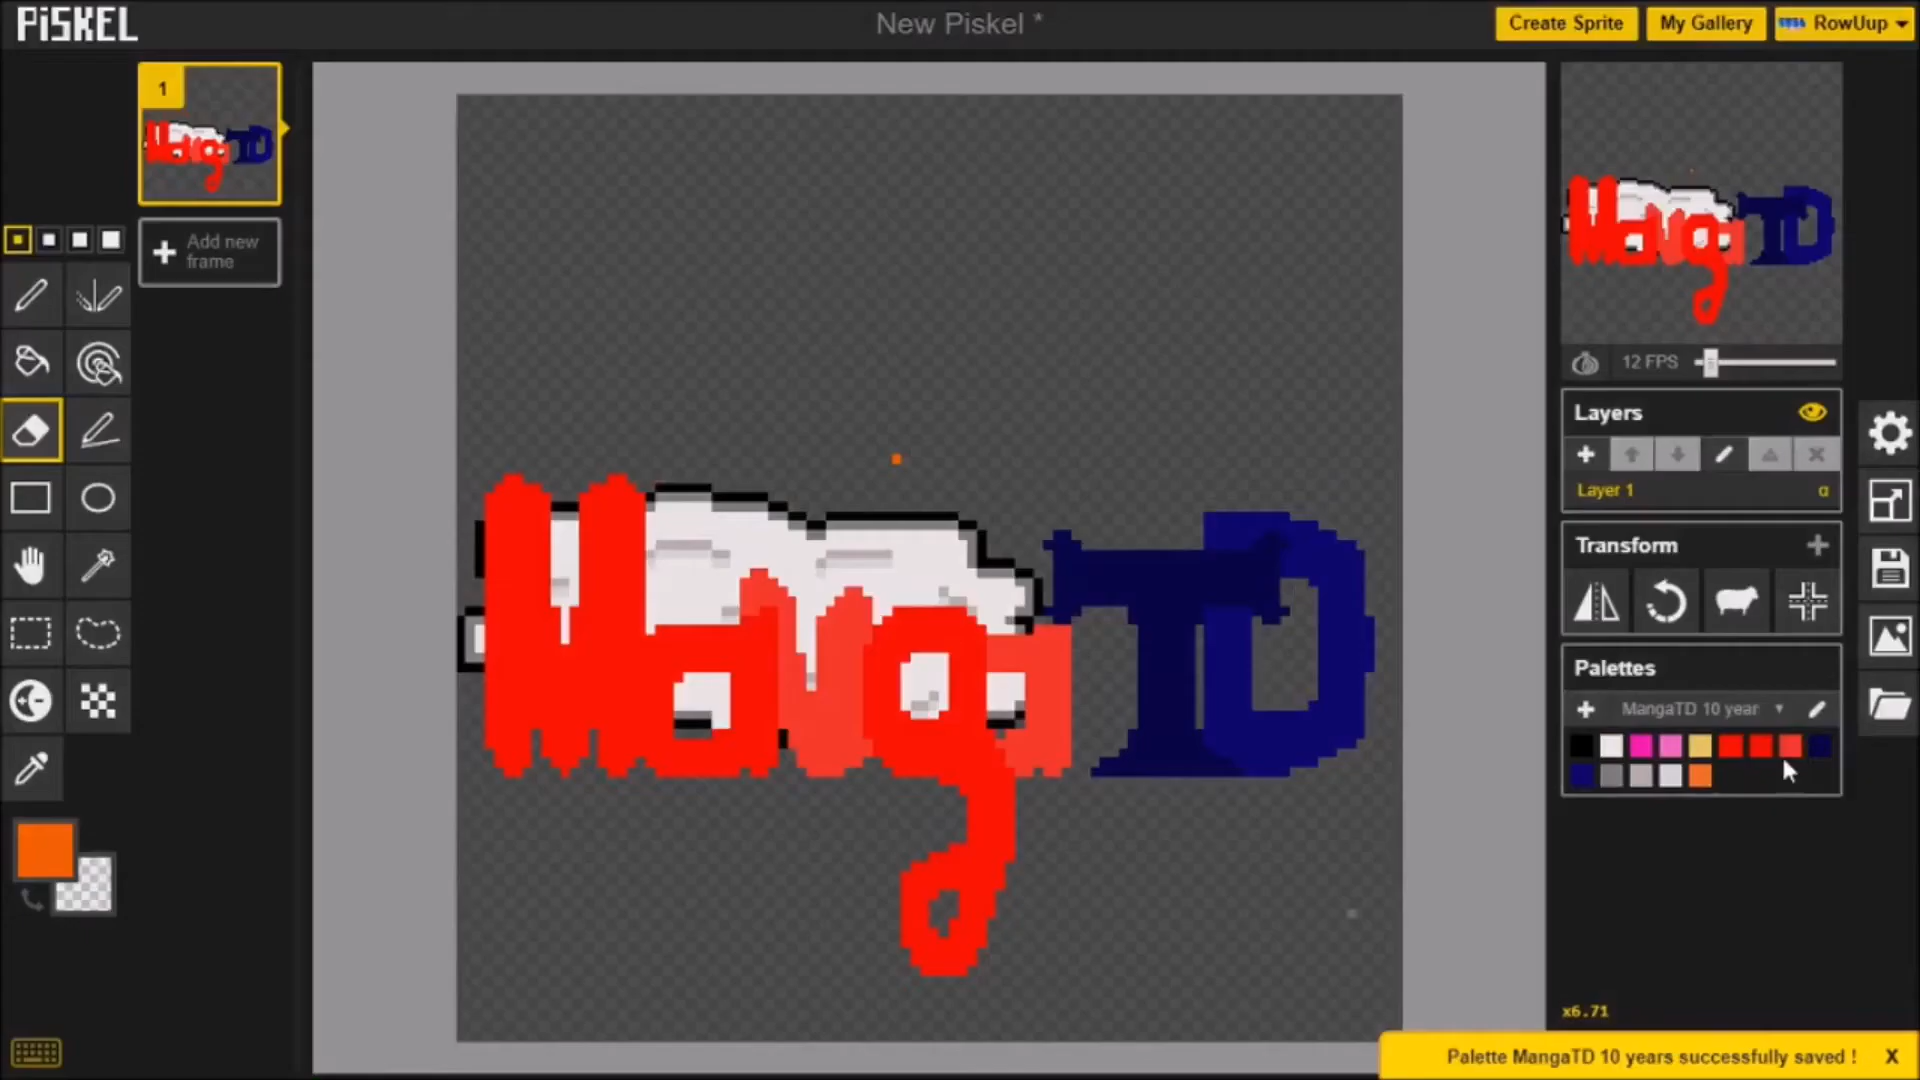 PiSKEL
New Piskel *
Create Sprite
My Gallery
RowUup
1
Add new
frame
12 FPS
Layers
Layer 1
α
Transform
Palettes
MangaTD 10 year
MangaTD
x6.71
Palette MangaTD 10 years successfully saved !
X